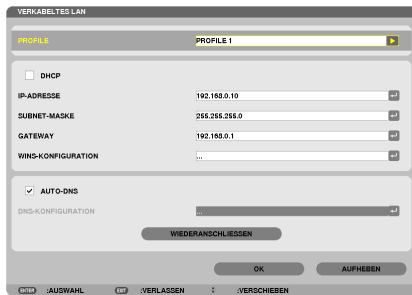 VERKABELTES LAN
PROFILE PROFILE 1
DHCP
IP-ADRESSE 192.168.0.10
SUBNET-MASKE 255.255.255.0
GATEWAY 192.168.0.1
WINS-KONFIGURATION ...
AUTO-DNS
DNS-KONFIGURATION ...
WIEDERANSCHLIESSEN
OK AUFHEBEN
ENTER :AUSWAHL EXIT :VERLASSEN :VERSCHIEBEN